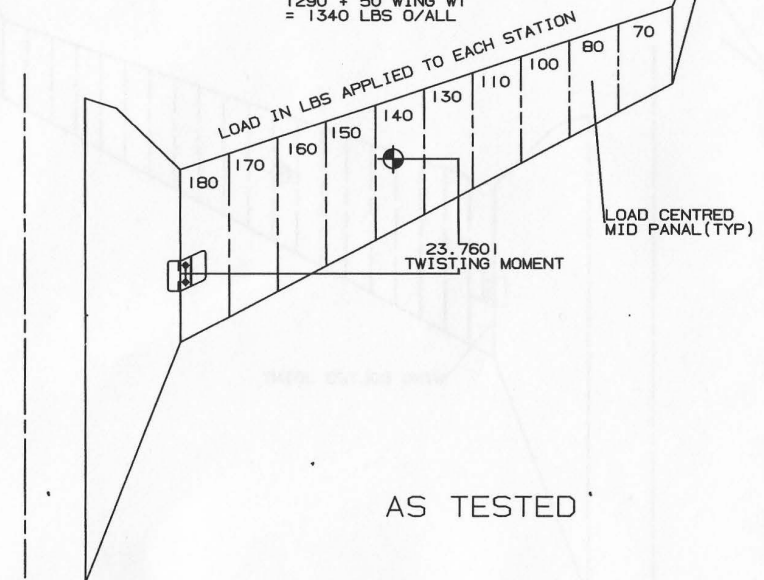 1290 + 50 WING WT
= 1340 LBS O/ALL
LOAD IN LBS APPLIED TO EACH STATION
180
170
160
150
140
130
110
100
80
70
LOAD CENTRED
MID PANAL(TYP)
23.7601
TWISTING MOMENT
AS TESTED